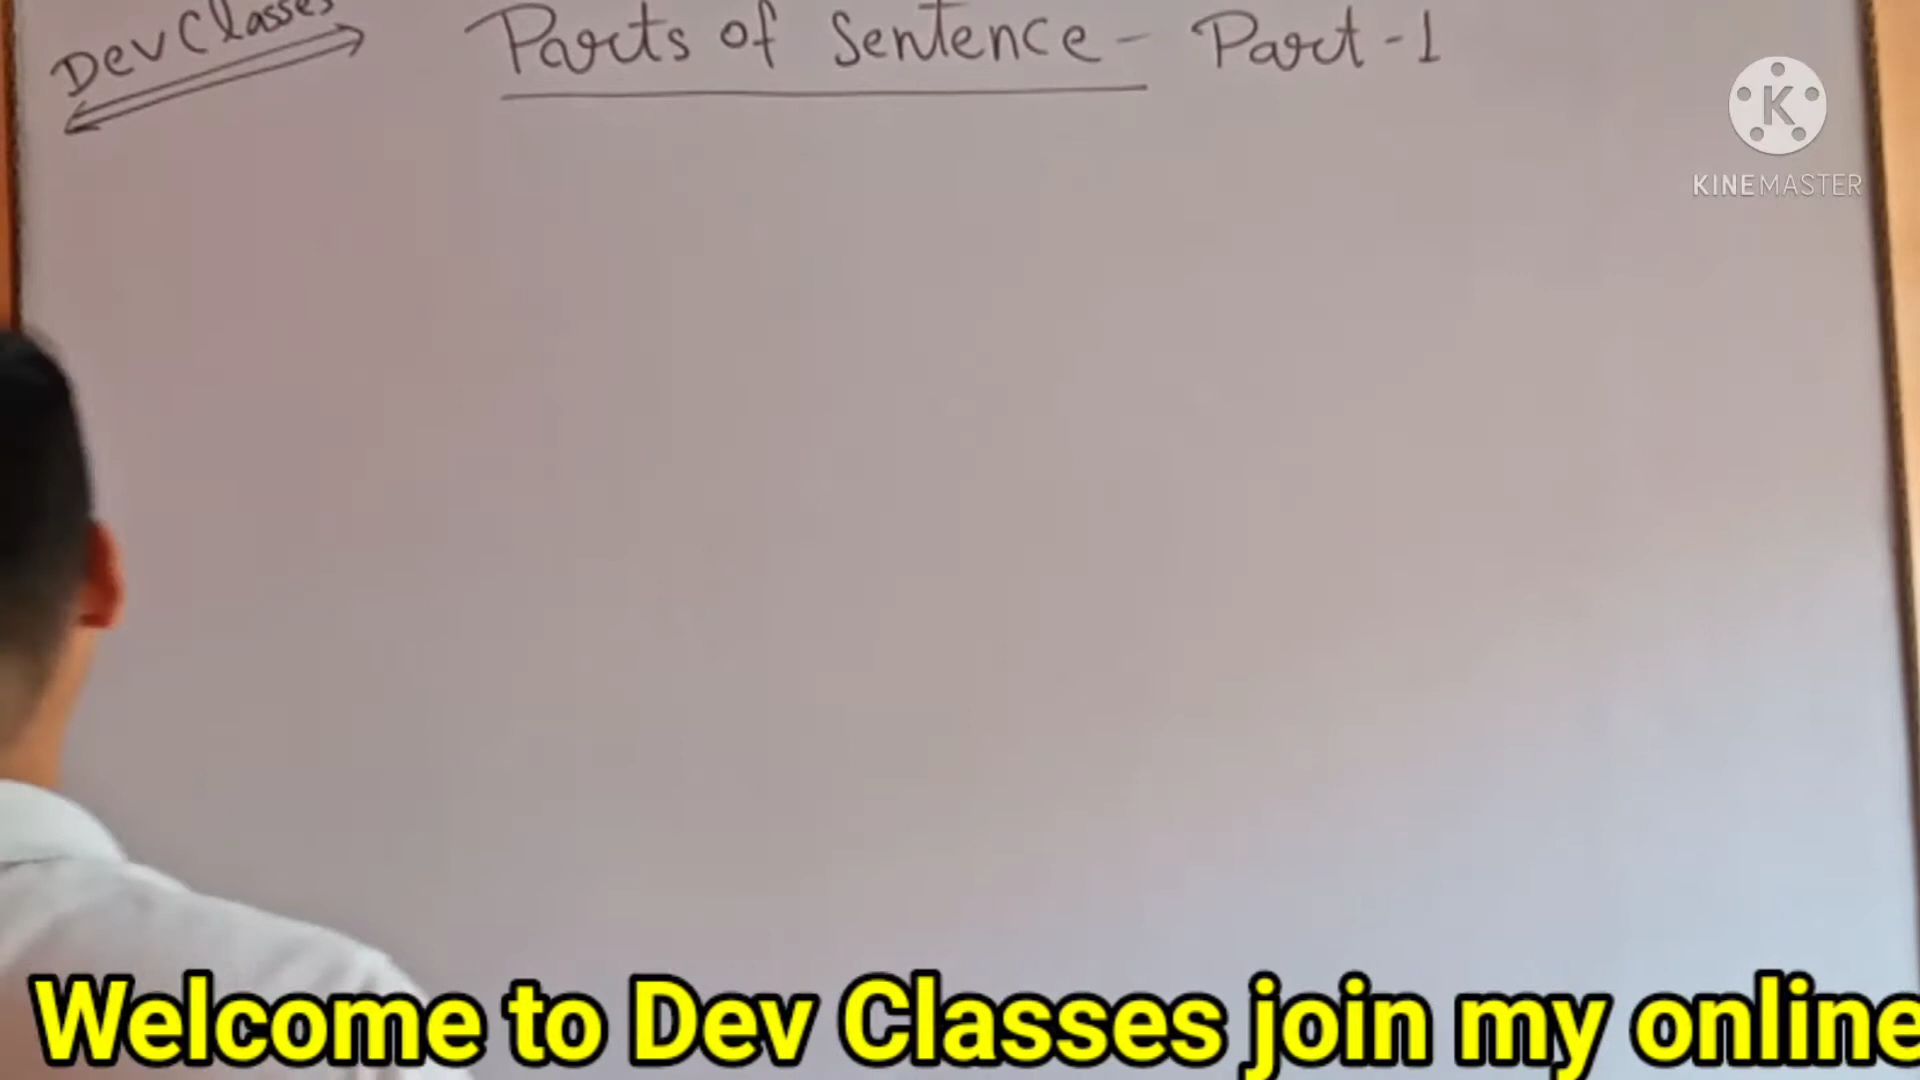 Dev Classes
Parts of Sentence - Part-1
K
KINEMASTER
Welcome to Dev Classes join my online